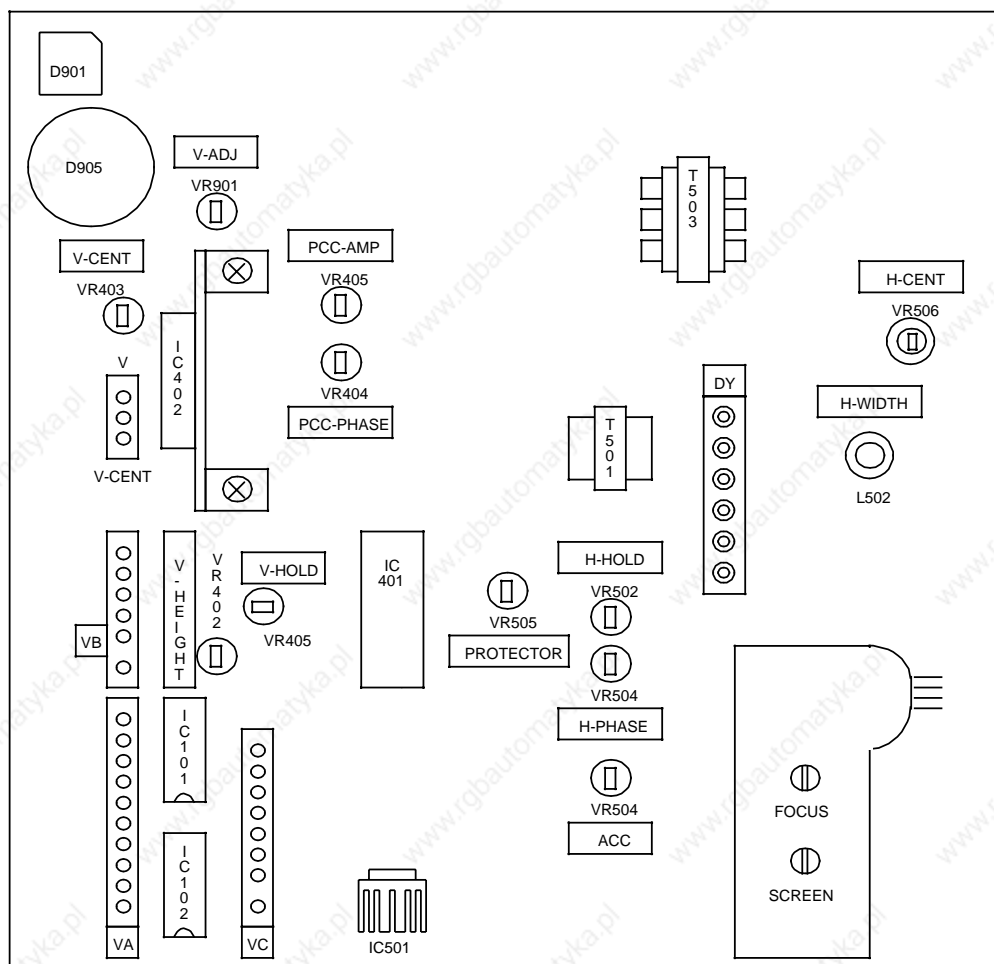 D901
D905
V-ADJ
VR901
V-CENT
VR403
PCC-AMP
VR405
VR404
PCC-PHASE
IC402
V
V-CENT
T503
H-CENT
VR506
DY
H-WIDTH
L502
T501
VB
V-HEIGHT
VR402
V-HOLD
VR405
IC
401
VR505
PROTECTOR
H-HOLD
VR502
VR504
H-PHASE
VR504
ACC
IC101
IC102
VA
VC
IC501
FOCUS
SCREEN
www.rgbautomatyka.pl